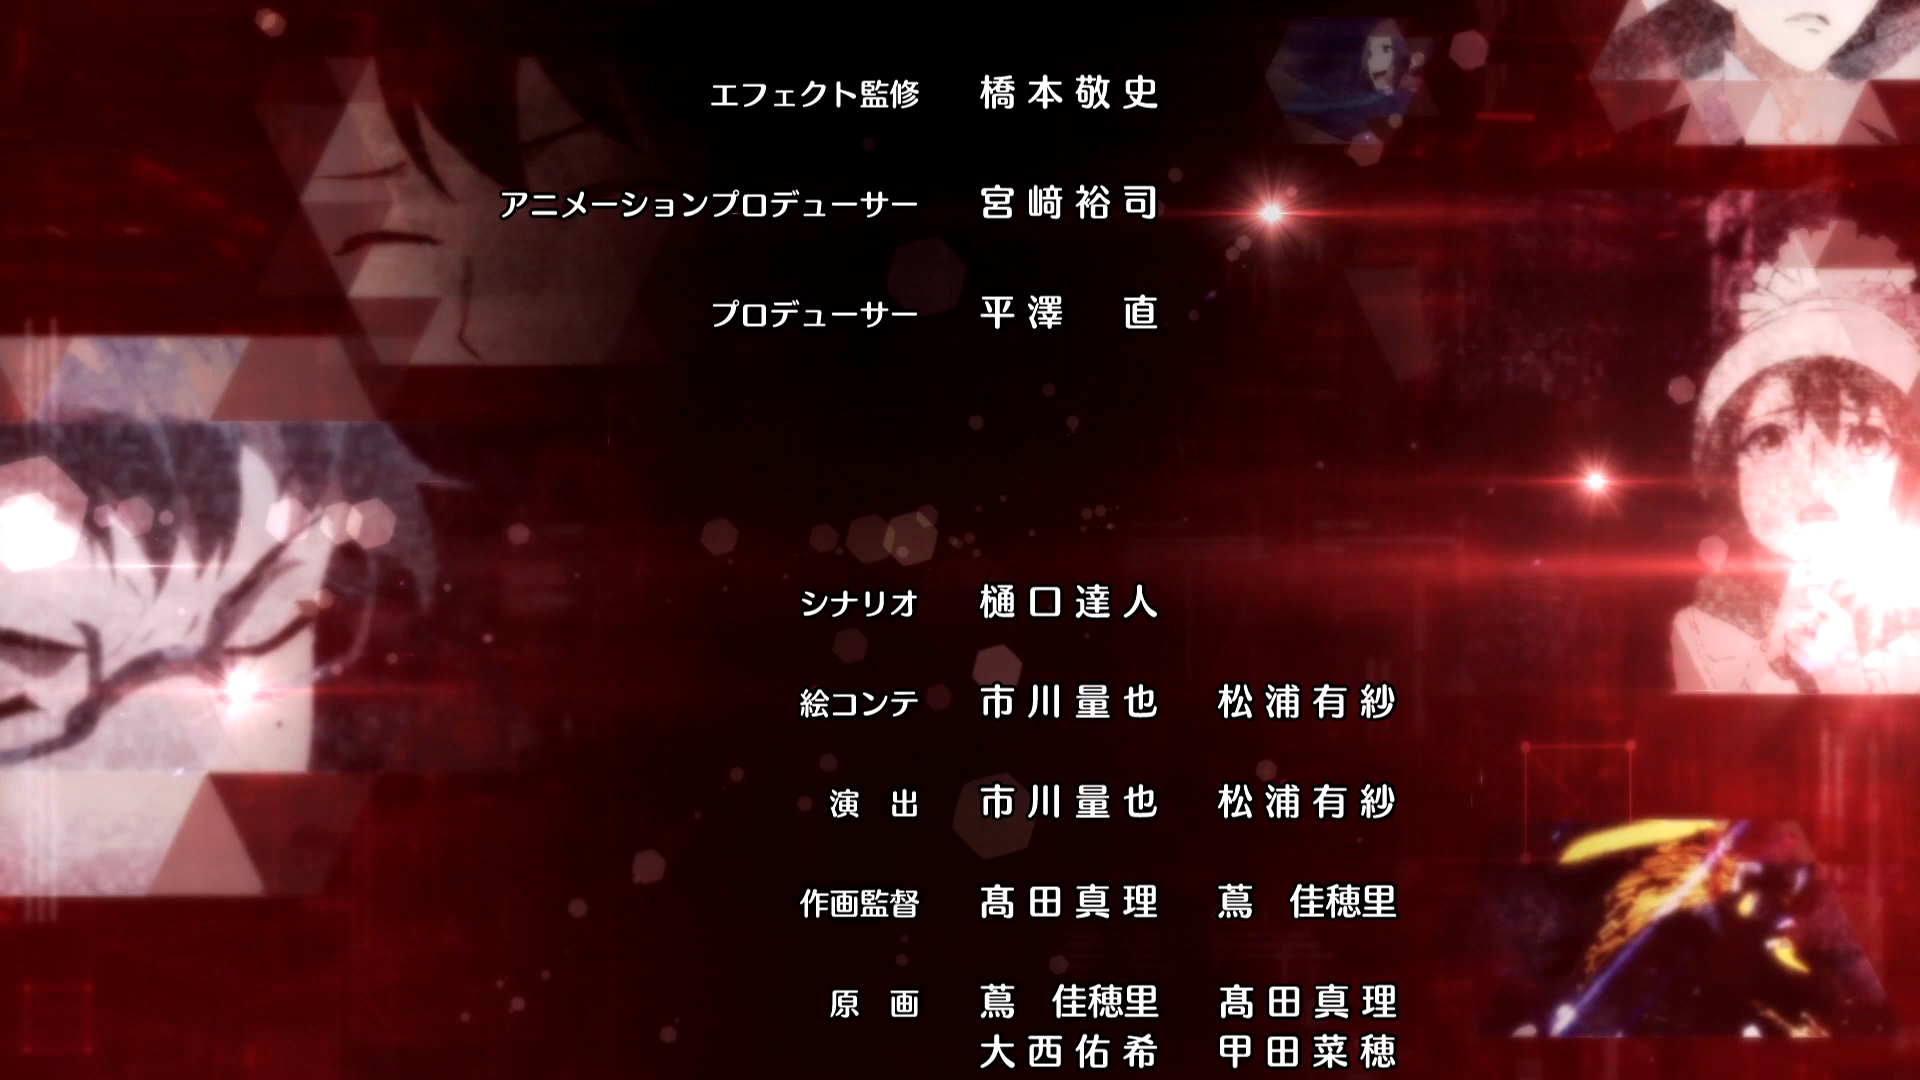 エフェクト監修 橋本敬史
アニメーションプロデューサー 宮﨑裕司
プロデューサー 平澤 直
シナリオ 樋口達人
絵コンテ 市川量也 松浦有紗
演 出 市川量也 松浦有紗
作画監督 髙田真理 蔦 佳穂里
原 画 蔦 佳穂里 髙田真理
大西佑希 甲田菜穂